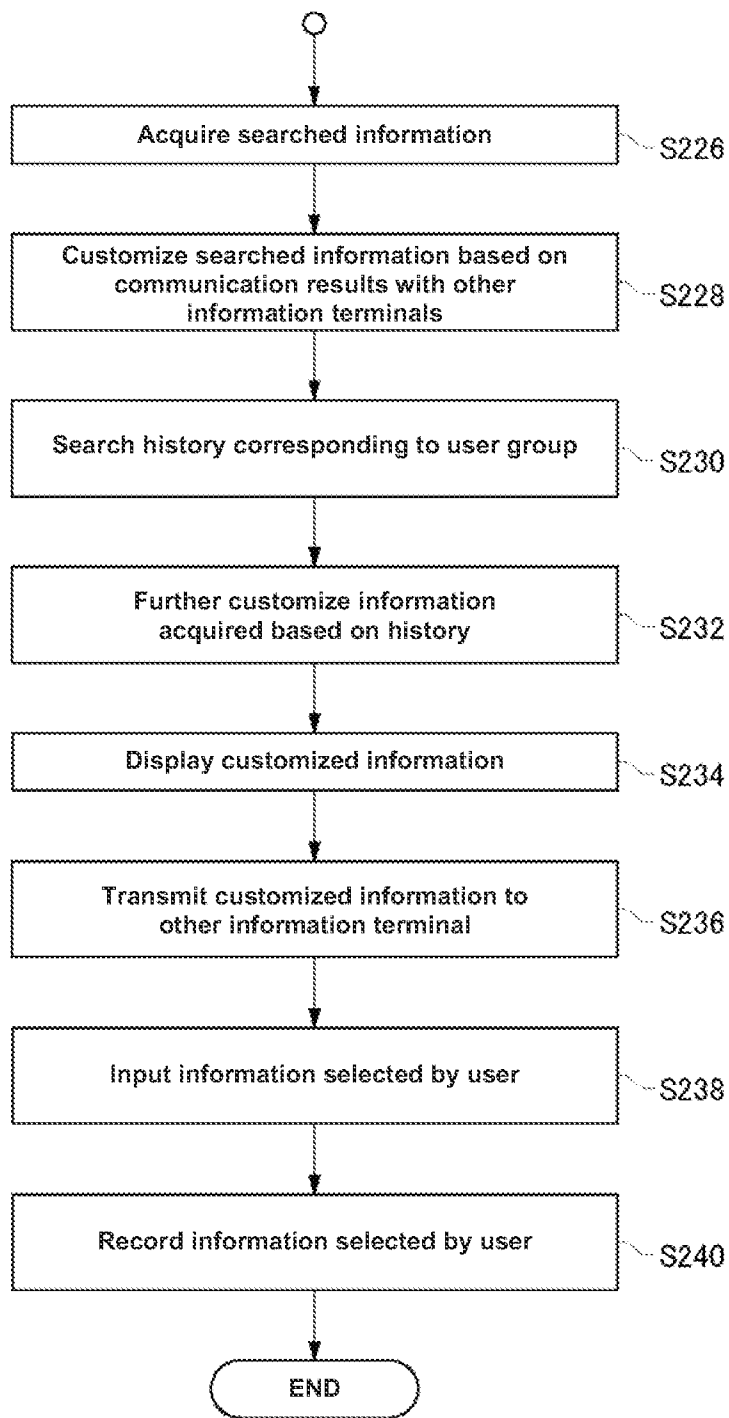 Acquire searched information
S226
Customize searched information based on
communication results with other
information terminals
S228
Search history corresponding to user group
S230
Further customize information
acquired based on history
S232
Display customized information
S234
Transmit customized information to
other information terminal
S236
Input information selected by user
S238
Record information selected by user
S240
END